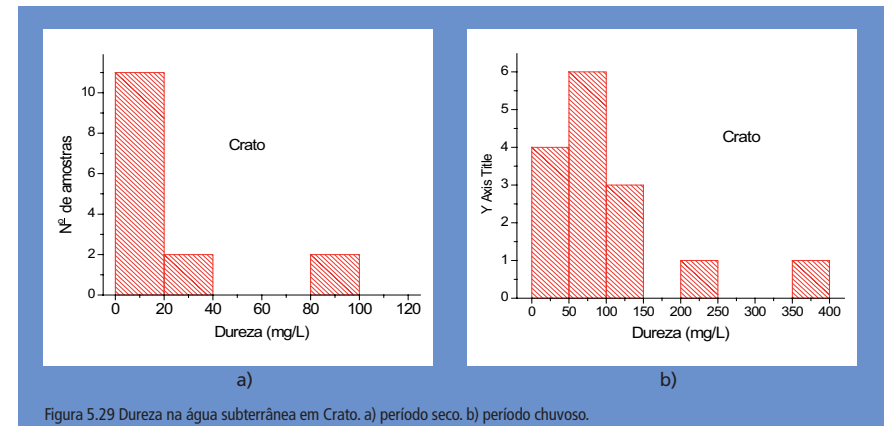 10
8
6
4
2
0
Nº de amostras
Crato
0 20 40 60 80 100 120
Dureza (mg/L)
a)
6
5
4
3
2
1
0
Y Axis Title
Crato
0 50 100 150 200 250 300 350 400
Dureza (mg/L)
b)
Figura 5.29 Dureza na água subterrânea em Crato. a) período seco. b) período chuvoso.